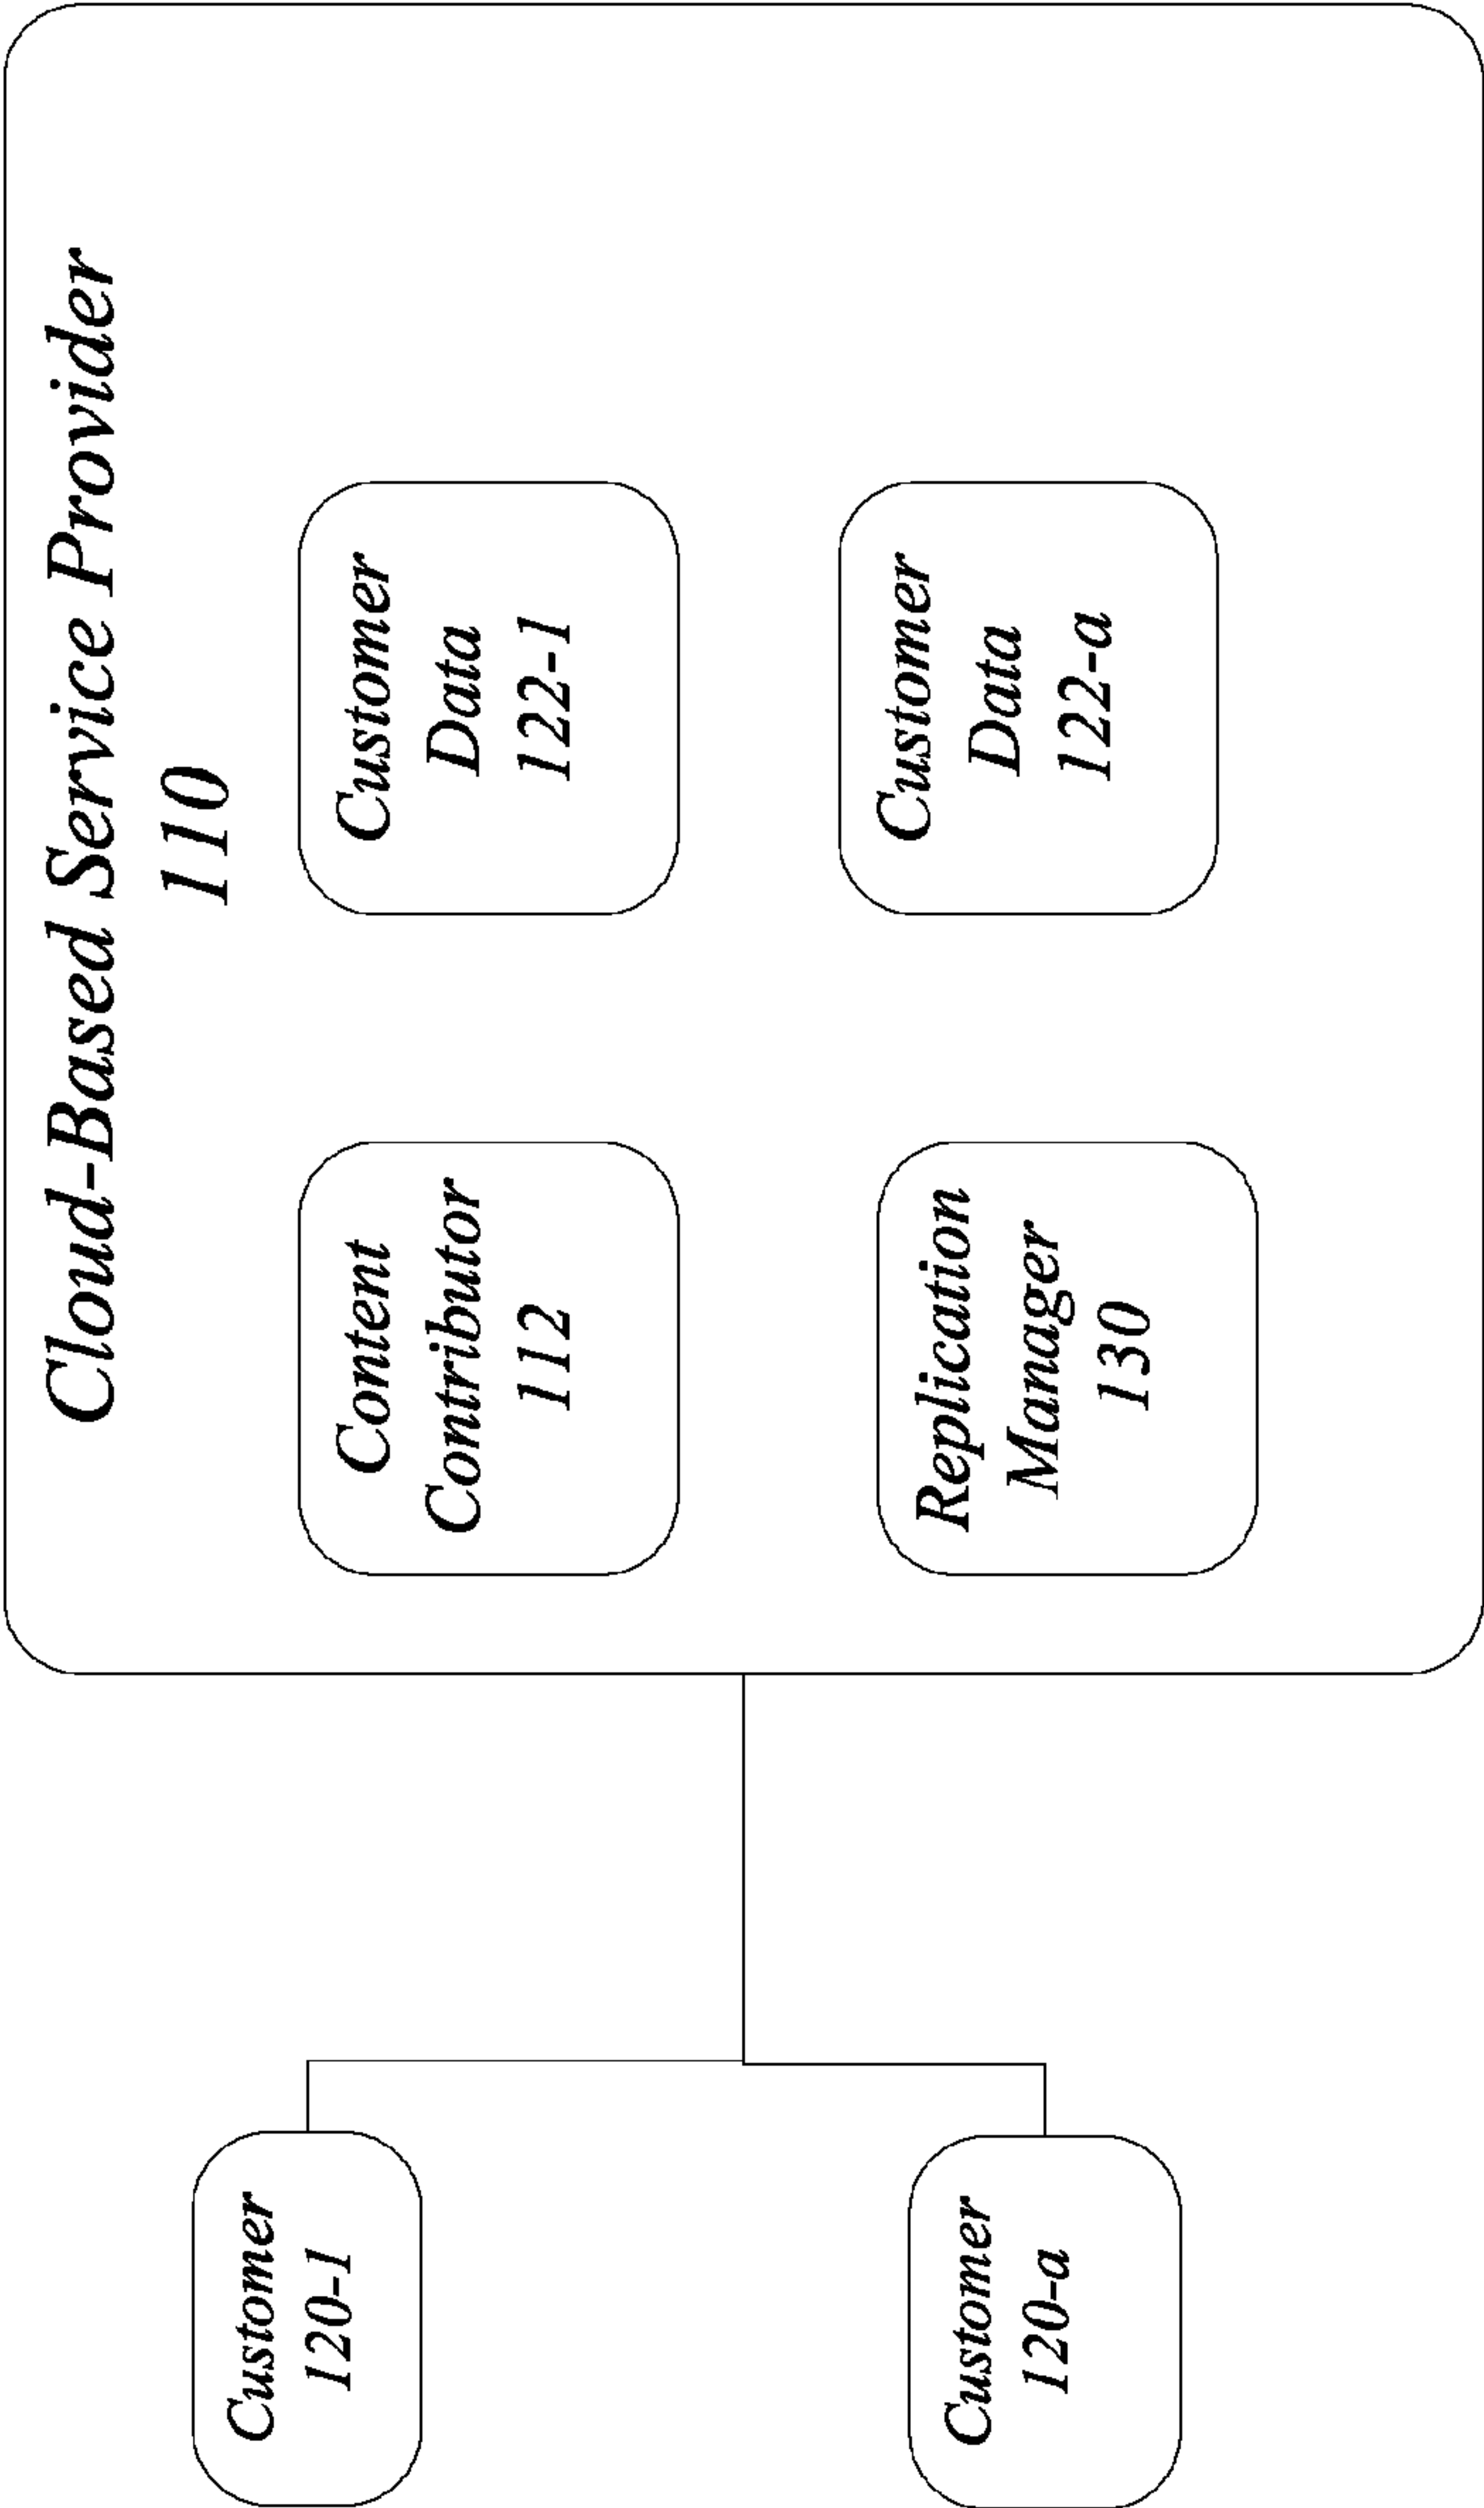 Cloud-Based Service Provider
110
Content
Contributor
112
Customer
Data
122-1
Replication
Manager
130
Customer
Data
122-a
Customer
120-1
Customer
120-a